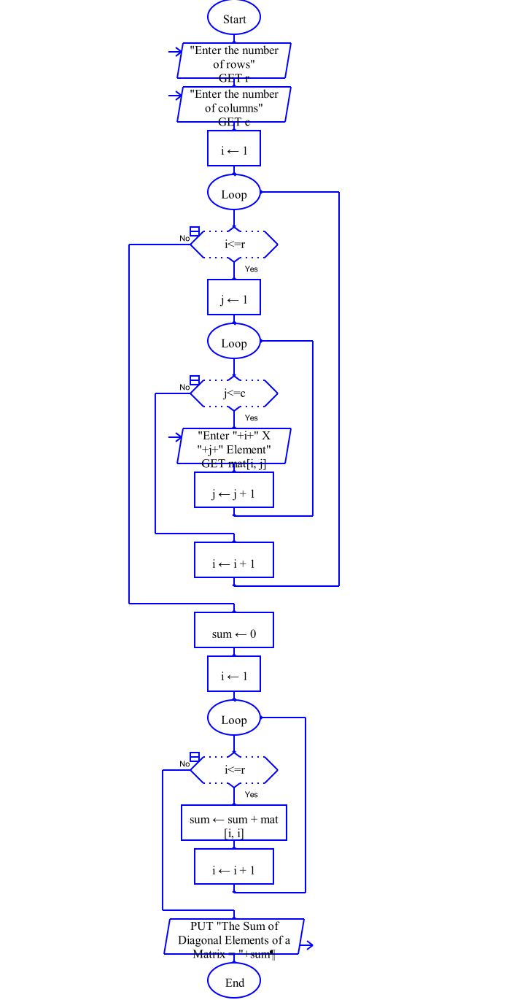 Start
"Enter the number
of rows"
GET r
"Enter the number
of columns"
GET c
i ← 1
Loop
No
i<=r
Yes
j ← 1
Loop
No
j<=c
Yes
"Enter "+i+" X
"+j+" Element"
GET mat[i, j]
j ← j + 1
i ← i + 1
sum ← 0
i ← 1
Loop
No
i<=r
Yes
sum ← sum + mat
[i, i]
i ← i + 1
PUT "The Sum of
Diagonal Elements of a
Matrix = "+sum¶
End